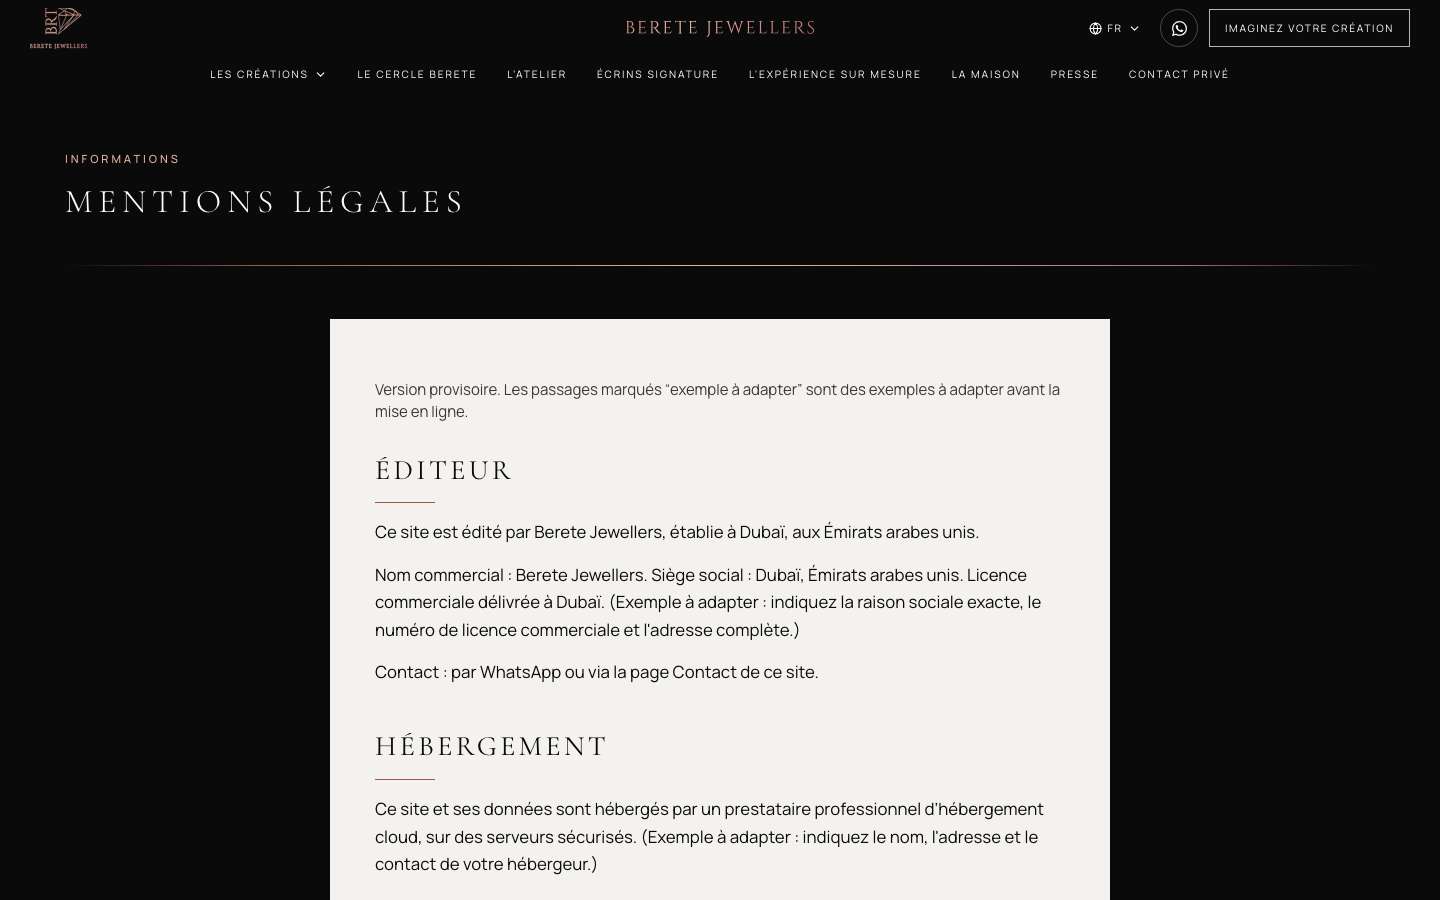 BRT
BERETE JEWELLERS
BERETE JEWELLERS
FR
IMAGINEZ VOTRE CRÉATION
LES CRÉATIONS
LE CERCLE BERETE
L'ATELIER
ÉCRINS SIGNATURE
L'EXPÉRIENCE SUR MESURE
LA MAISON
PRESSE
CONTACT PRIVÉ
INFORMATIONS
MENTIONS LÉGALES
Version provisoire. Les passages marqués “exemple à adapter” sont des exemples à adapter avant la
mise en ligne.
ÉDITEUR
Ce site est édité par Berete Jewellers, établie à Dubaï, aux Émirats arabes unis.
Nom commercial : Berete Jewellers. Siège social : Dubaï, Émirats arabes unis. Licence
commerciale délivrée à Dubaï. (Exemple à adapter : indiquez la raison sociale exacte, le
numéro de licence commerciale et l'adresse complète.)
Contact : par WhatsApp ou via la page Contact de ce site.
HÉBERGEMENT
Ce site et ses données sont hébergés par un prestataire professionnel d'hébergement
cloud, sur des serveurs sécurisés. (Exemple à adapter : indiquez le nom, l'adresse et le
contact de votre hébergeur.)